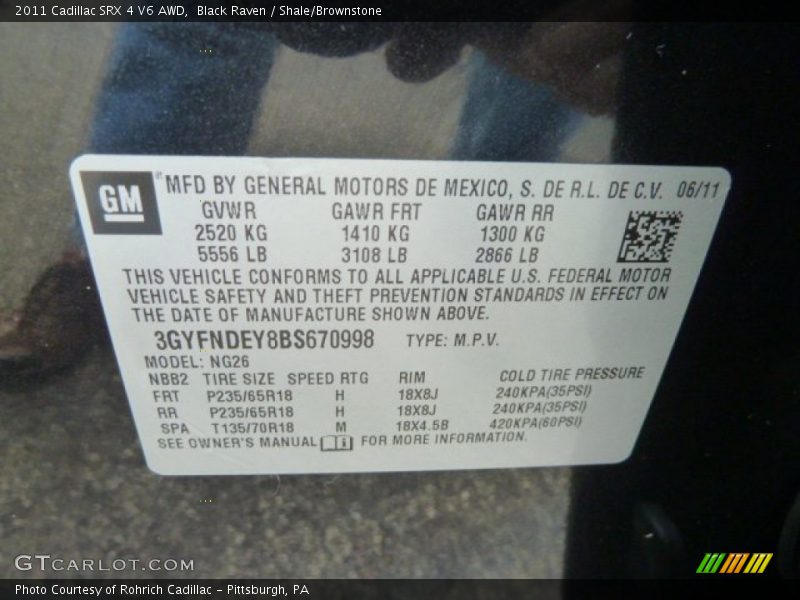 2011 Cadillac SRX 4 V6 AWD, Black Raven / Shale/Brownstone
GM MFD BY GENERAL MOTORS DE MEXICO, S. DE R.L. DE C.V. 06/11
GVWR GAWR FRT GAWR RR
2520 KG 1410 KG 1300 KG
5556 LB 3108 LB 2866 LB
THIS VEHICLE CONFORMS TO ALL APPLICABLE U.S. FEDERAL MOTOR
VEHICLE SAFETY AND THEFT PREVENTION STANDARDS IN EFFECT ON
THE DATE OF MANUFACTURE SHOWN ABOVE.
3GYFNDEY8BS670998 TYPE: M.P.V.
MODEL: NG26
NBB2 TIRE SIZE SPEED RTG RIM COLD TIRE PRESSURE
FRT P235/65R18 H 18X8J 240KPA(35PSI)
RR P235/65R18 H 18X8J 240KPA(35PSI)
SPA T135/70R18 M 18X4.5B 420KPA(60PSI)
SEE OWNER'S MANUAL FOR MORE INFORMATION.
GTCARLOT.COM
Photo Courtesy of Rohrich Cadillac - Pittsburgh, PA